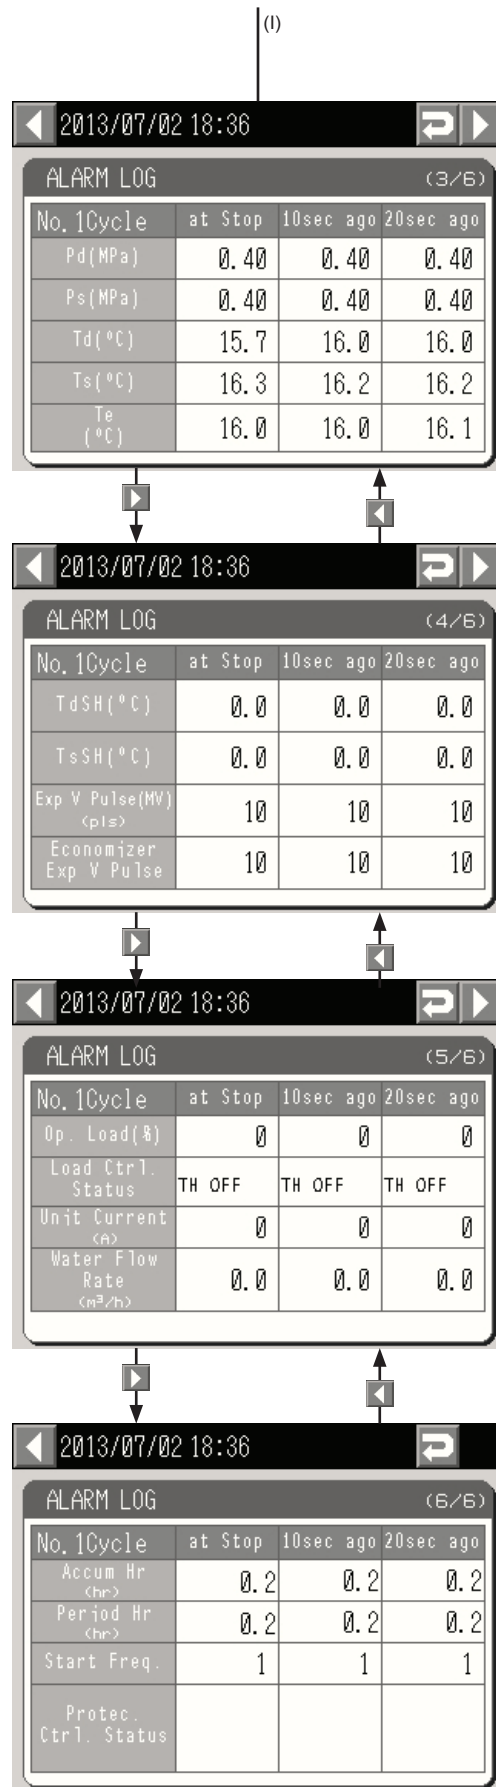 (I)
2013/07/02 18:36
ALARM LOG (3/6)
No.1Cycle at Stop 10sec ago 20sec ago
Pd(MPa) 0.40 0.40 0.40
Ps(MPa) 0.40 0.40 0.40
Td(°C) 15.7 16.0 16.0
Ts(°C) 16.3 16.2 16.2
Te
(°C) 16.0 16.0 16.1
2013/07/02 18:36
ALARM LOG (4/6)
No.1Cycle at Stop 10sec ago 20sec ago
TdSH(°C) 0.0 0.0 0.0
TsSH(°C) 0.0 0.0 0.0
Exp V Pulse(MV)
(pls) 10 10 10
Economizer
Exp V Pulse 10 10 10
2013/07/02 18:36
ALARM LOG (5/6)
No.1Cycle at Stop 10sec ago 20sec ago
Op. Load(%) 0 0 0
Load Ctrl.
Status TH OFF TH OFF TH OFF
Unit Current
(A) 0 0 0
Water Flow
Rate
(m³/h) 0.0 0.0 0.0
2013/07/02 18:36
ALARM LOG (6/6)
No.1Cycle at Stop 10sec ago 20sec ago
Accum Hr
(hr) 0.2 0.2 0.2
Period Hr
(hr) 0.2 0.2 0.2
Start Freq. 1 1 1
Protec.
Ctrl. Status